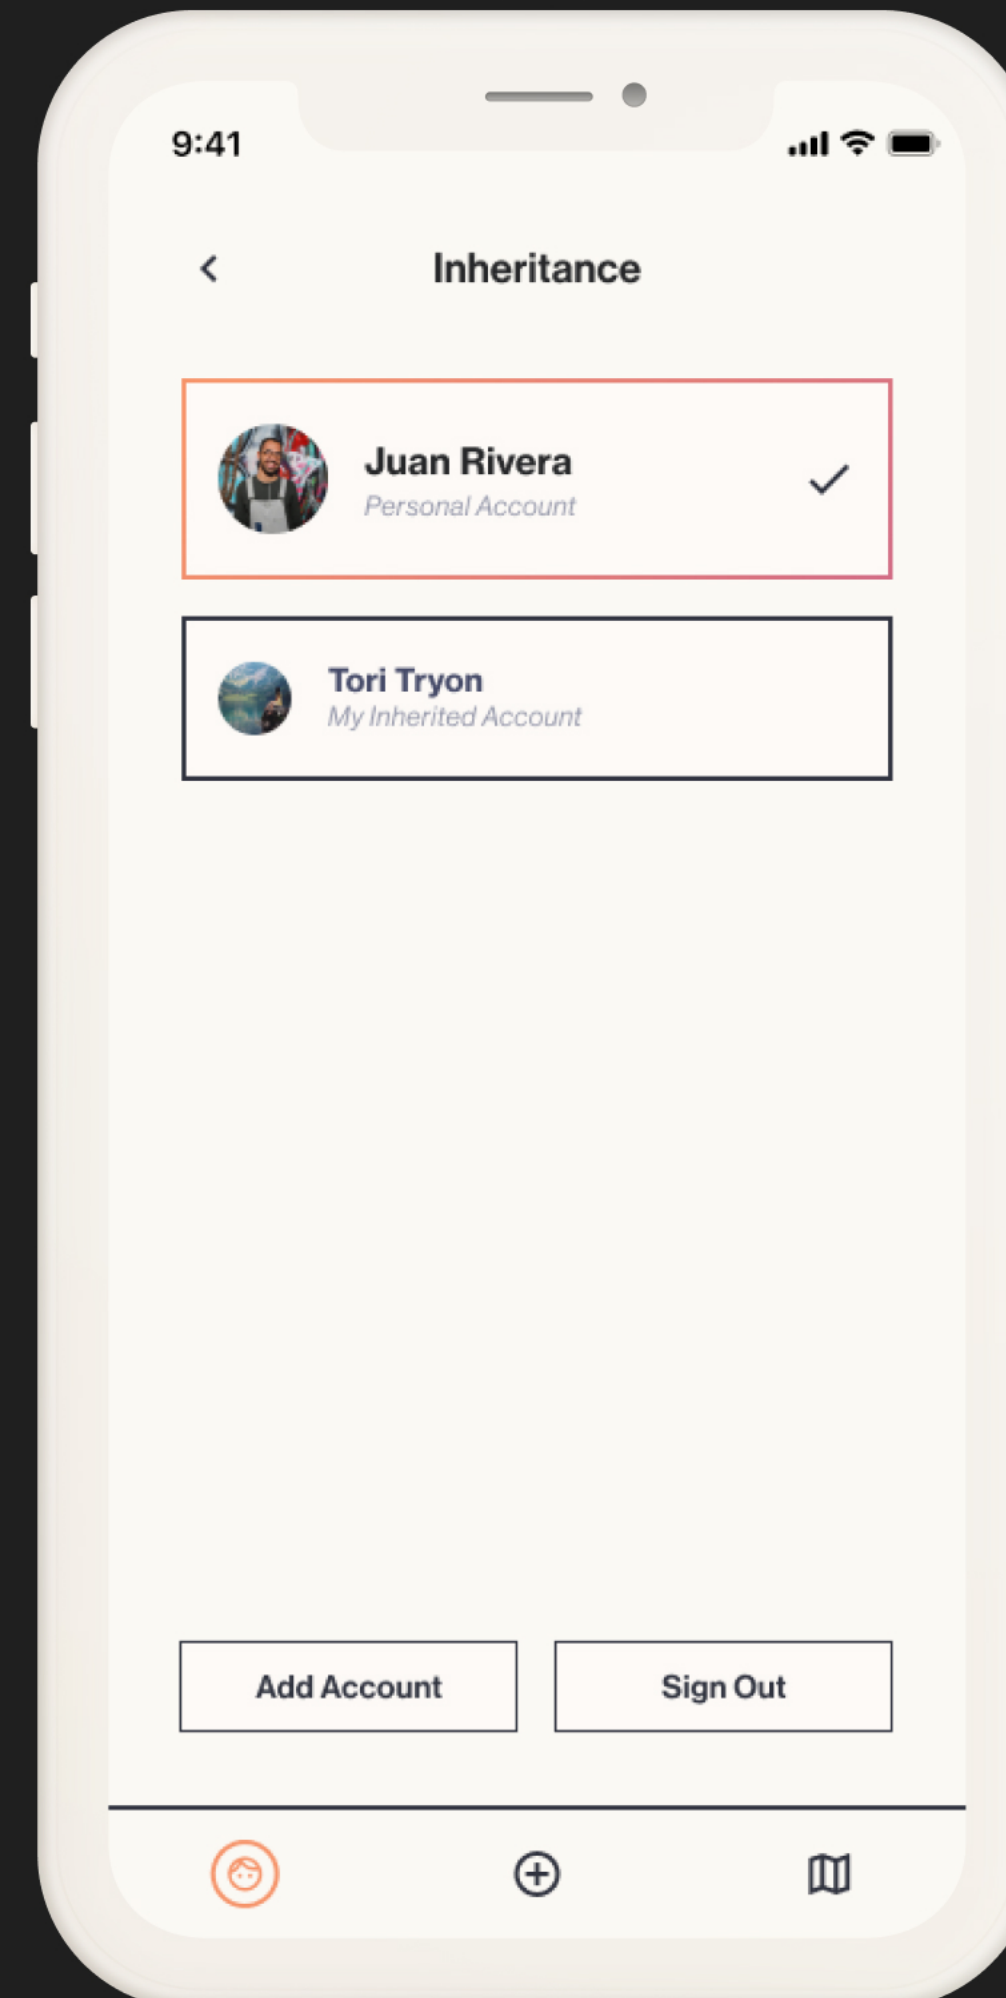 9:41
Inheritance
Juan Rivera
Personal Account
Tori Tryon
My Inherited Account
Add Account
Sign Out